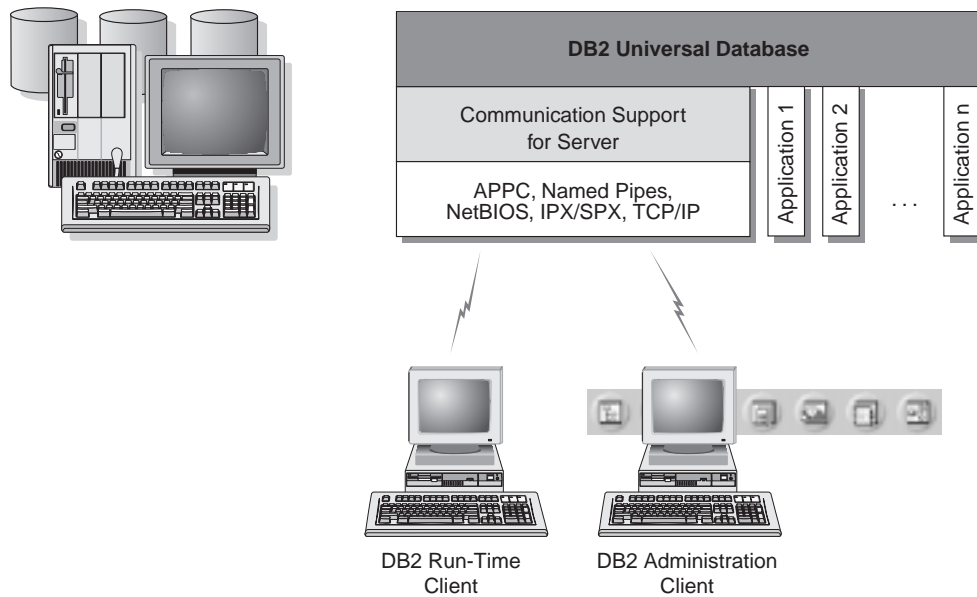 DB2 Universal Database
Communication Support
for Server
APPC, Named Pipes,
NetBIOS, IPX/SPX, TCP/IP
Application 1
Application 2
. . .
Application n
DB2 Run-Time
Client
DB2 Administration
Client